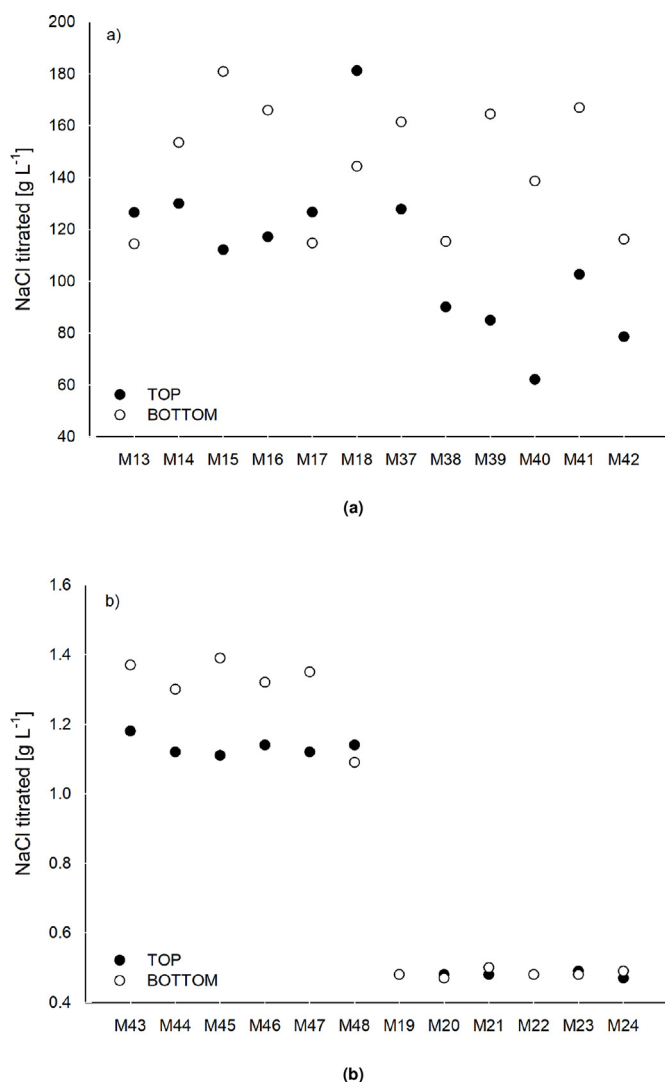 a)
NaCl titrated [g L⁻¹]
200
180
160
140
120
100
80
60
40
TOP
BOTTOM
M13 M14 M15 M16 M17 M18 M37 M38 M39 M40 M41 M42
(a)
b)
NaCl titrated [g L⁻¹]
1.6
1.4
1.2
1.0
0.8
0.6
0.4
TOP
BOTTOM
M43 M44 M45 M46 M47 M48 M19 M20 M21 M22 M23 M24
(b)